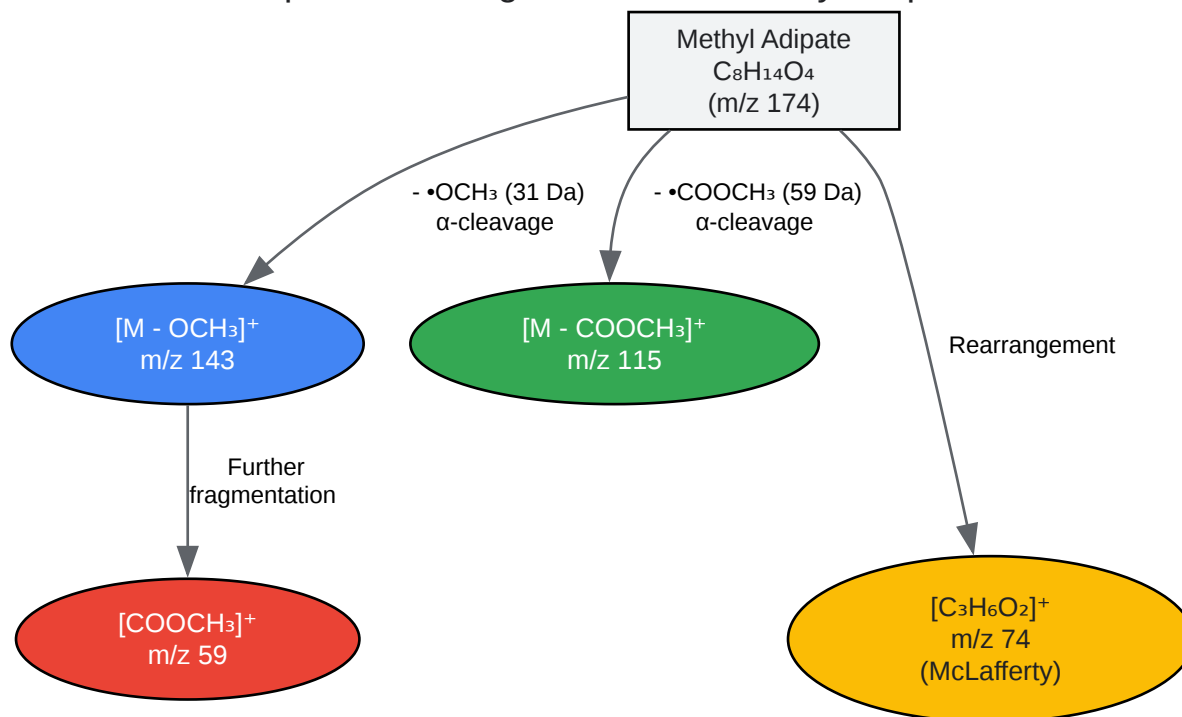 Methyl Adipate
C₈H₁₄O₄
(m/z 174)
- •OCH₃ (31 Da)
α-cleavage
- •COOCH₃ (59 Da)
α-cleavage
[M - OCH₃]⁺
m/z 143
[M - COOCH₃]⁺
m/z 115
Rearrangement
Further
fragmentation
[COOCH₃]⁺
m/z 59
[C₃H₆O₂]⁺
m/z 74
(McLafferty)